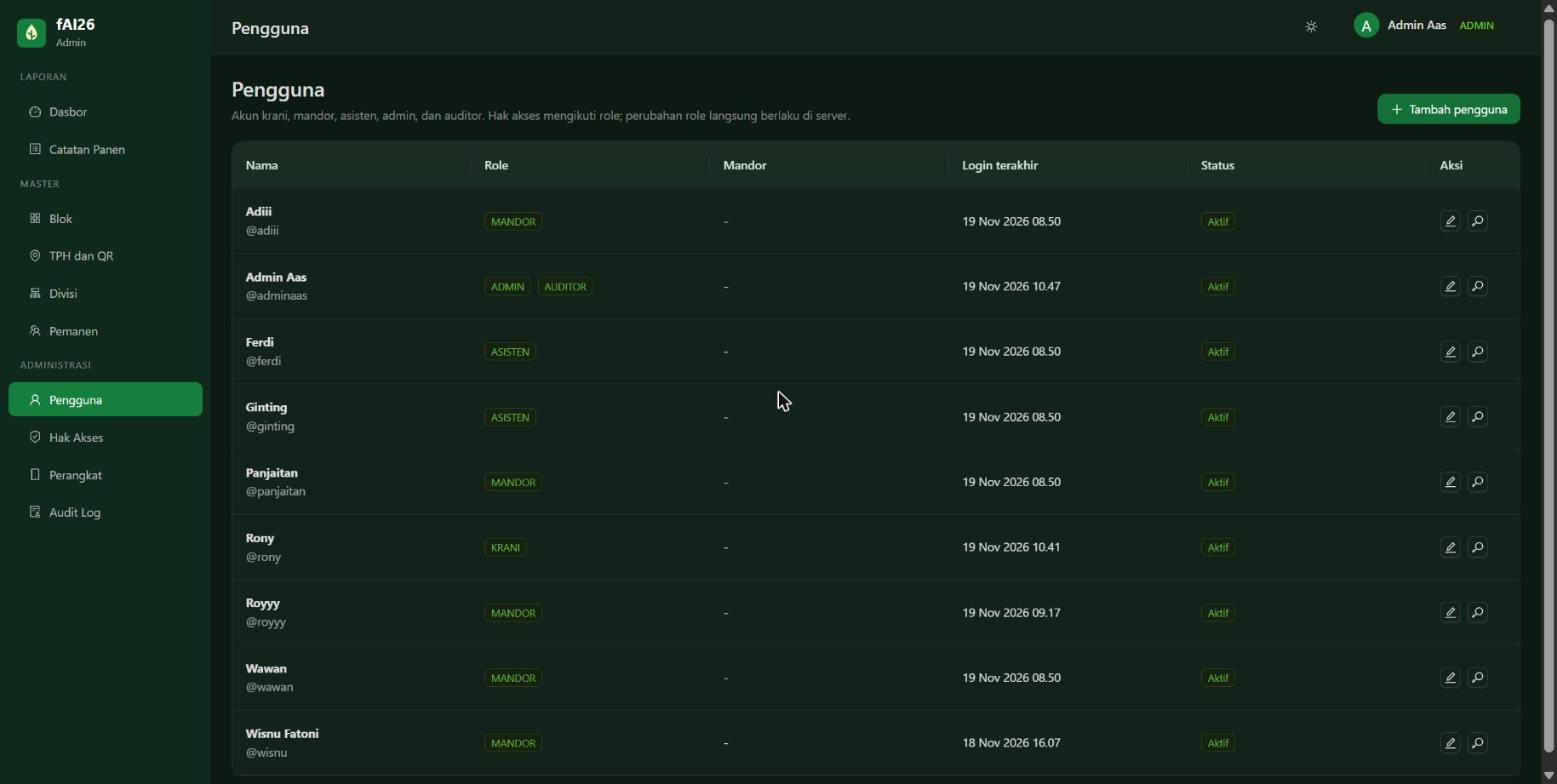 fAI26
Admin
LAPORAN
Dasbor
Catatan Panen
MASTER
Blok
TPH dan QR
Divisi
Pemanen
ADMINISTRASI
Pengguna
Hak Akses
Perangkat
Audit Log
Pengguna
A Admin Aas ADMIN
Pengguna
Akun krani, mandor, asisten, admin, dan auditor. Hak akses mengikuti role; perubahan role langsung berlaku di server.
+ Tambah pengguna
Nama Role Mandor Login terakhir Status Aksi
Adiii
@adiii
MANDOR - 19 Nov 2026 08.50 Aktif
Admin Aas
@adminaas
ADMIN AUDITOR - 19 Nov 2026 10.47 Aktif
Ferdi
@ferdi
ASISTEN - 19 Nov 2026 08.50 Aktif
Ginting
@ginting
ASISTEN - 19 Nov 2026 08.50 Aktif
Panjaitan
@panjaitan
MANDOR - 19 Nov 2026 08.50 Aktif
Rony
@rony
KRANI - 19 Nov 2026 10.41 Aktif
Royyy
@royyy
MANDOR - 19 Nov 2026 09.17 Aktif
Wawan
@wawan
MANDOR - 19 Nov 2026 08.50 Aktif
Wisnu Fatoni
@wisnu
MANDOR - 18 Nov 2026 16.07 Aktif